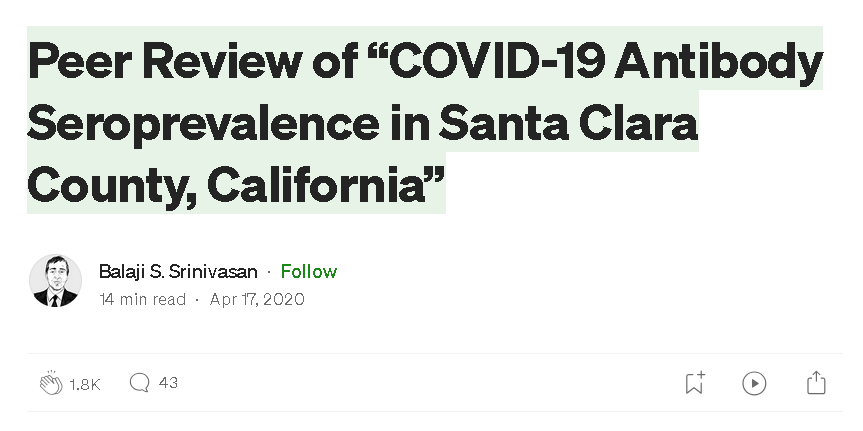 Peer Review of “COVID-19 Antibody
Seroprevalence in Santa Clara
County, California”
Balaji S. Srinivasan · Follow
14 min read · Apr 17, 2020
1.8K 43